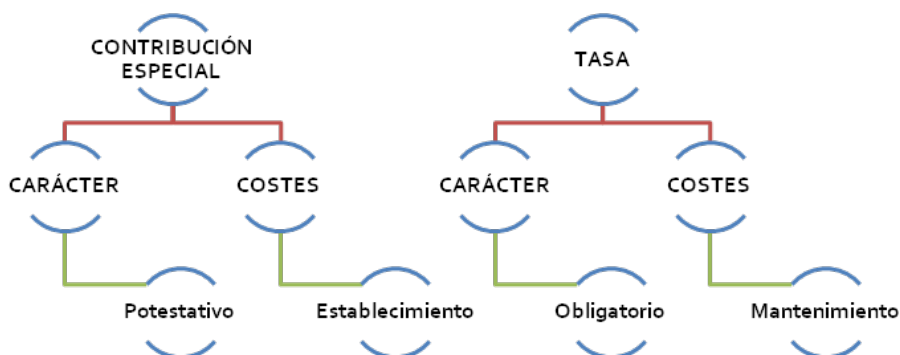 CONTRIBUCIÓN
ESPECIAL
TASA
CARÁCTER
COSTES
CARÁCTER
COSTES
Potestativo
Establecimiento
Obligatorio
Mantenimiento